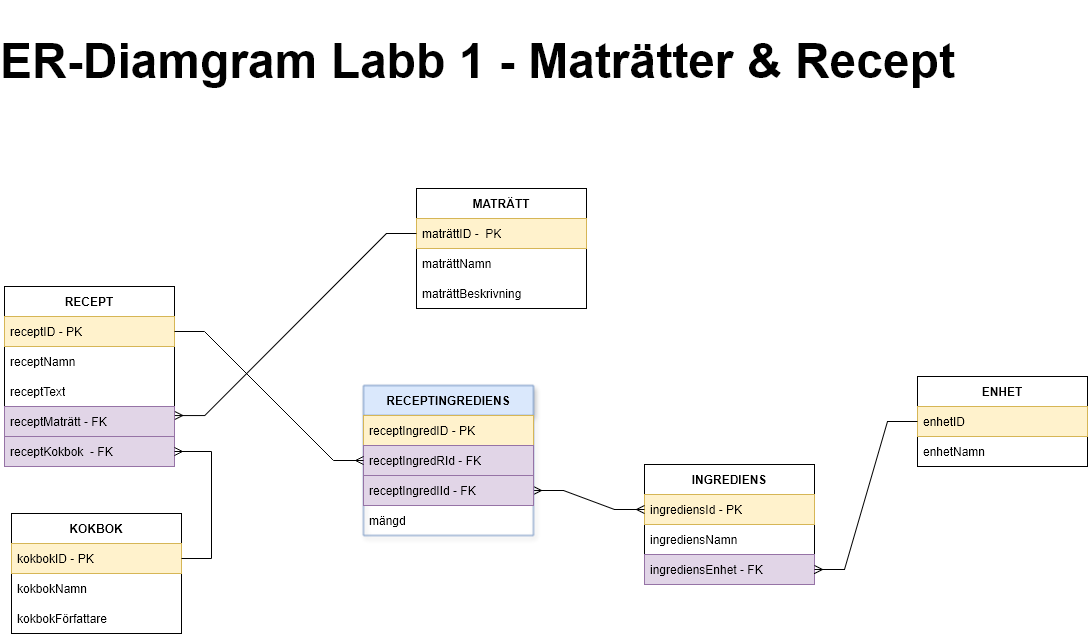 ER-Diamgram Labb 1 - Maträtter & Recept
MATRÄTT
maträttID - PK
maträttNamn
maträttBeskrivning
RECEPT
receptID - PK
receptNamn
receptText
receptMaträtt - FK
receptKokbok - FK
KOKBOK
kokbokID - PK
kokbokNamn
kokbokFörfattare
RECEPTINGREDIENS
receptIngredID - PK
receptIngredRId - FK
receptIngredIId - FK
mängd
INGREDIENS
ingrediensId - PK
ingrediensNamn
ingrediensEnhet - FK
ENHET
enhetID
enhetNamn